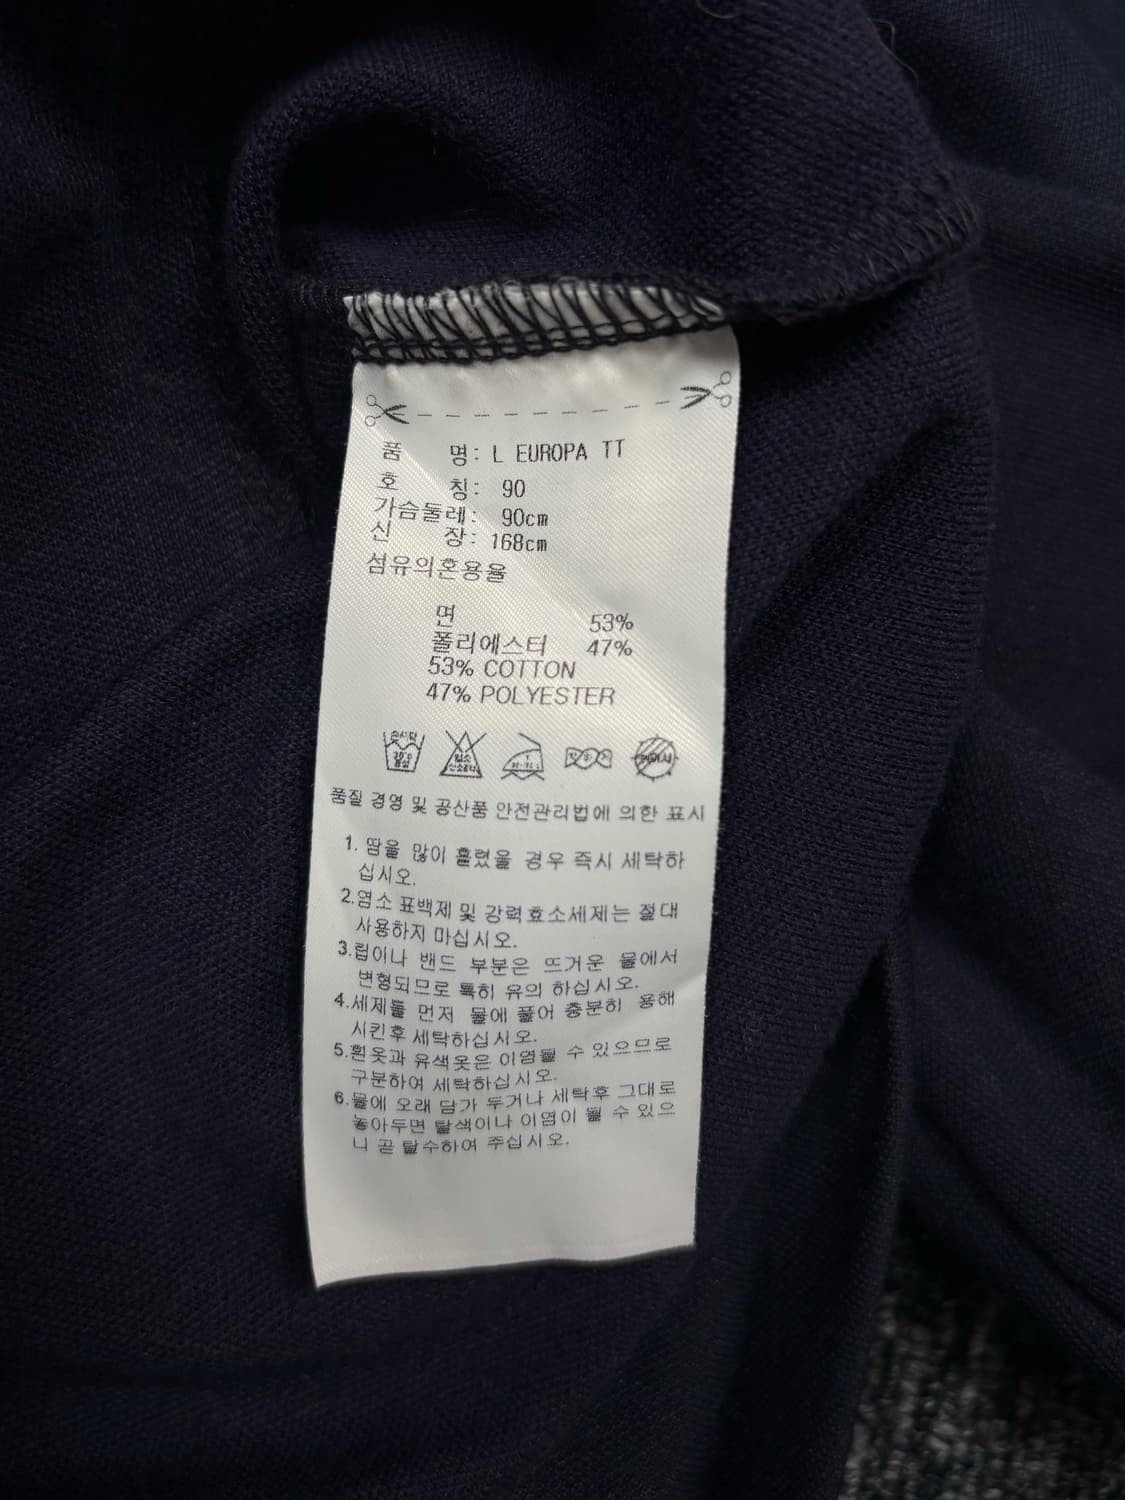 품 명: L EUROPA TT
호 칭: 90
가슴둘레: 90cm
신 장: 168cm
섬유의혼용율
면 53%
폴리에스터 47%
53% COTTON
47% POLYESTER
손시탁
30℃
중성
염소
품질 경영 및 공산품 안전관리법에 의한 표시
1. 땀을 많이 흘렸을 경우 즉시 세탁하
십시오.
2.염소 표백제 및 강력효소세제는 절대
사용하지 마십시오.
3.립이나 밴드 부분은 뜨거운 물에서
변형되므로 특히 유의 하십시오.
4.세제를 먼저 물에 풀어 충분히 용해
시킨후 세탁하십시오.
5.흰옷과 유색옷은 이염될 수 있으므로
구분하여 세탁하십시오.
6.물에 오래 담가 두거나 세탁후 그대로
놓아두면 탈색이나 이염이 될 수 있으
니 곧 탈수하여 주십시오.